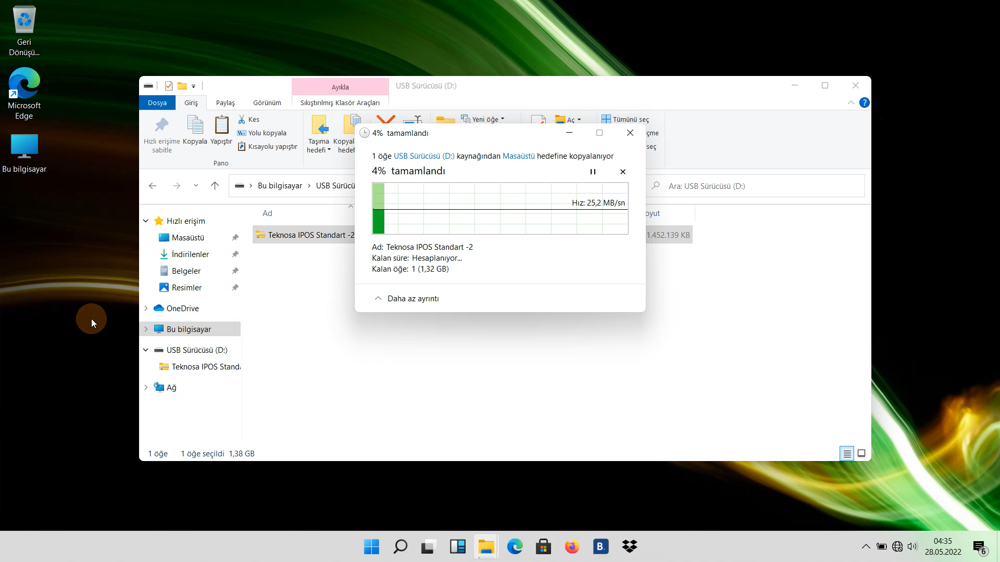 Geri
Dönüşü...
Microsoft
Edge
Bu bilgisayar
Ayıkla
USB Sürücüsü (D:)
Dosya
Giriş
Paylaş
Görünüm
Sıkıştırılmış Klasör Araçları
?
Hızlı erişime
sabitle
Kopyala
Yapıştır
Kes
Yolu kopyala
Kısayolu yapıştır
Pano
Taşıma
hedefi
Kopyal
hedef
Yeni öğe
Aç
Tümünü seç
çme
seç
4% tamamlandı
1 öğe USB Sürücüsü (D:) kaynağından Masaüstü hedefine kopyalanıyor
4% tamamlandı
Hız: 25,2 MB/sn
Ad: Teknosa IPOS Standart -2
Kalan süre: Hesaplanıyor...
Kalan öğe: 1 (1,32 GB)
Daha az ayrıntı
Bu bilgisayar
USB Sürücü
Ara: USB Sürücüsü (D:)
Ad
oyut
Teknosa IPOS Standart -2
1.452.139 KB
Hızlı erişim
Masaüstü
İndirilenler
Belgeler
Resimler
OneDrive
Bu bilgisayar
USB Sürücüsü (D:)
Teknosa IPOS Standa
Ağ
1 öğe
1 öğe seçildi 1,38 GB
B.
04:35
28.05.2022
6